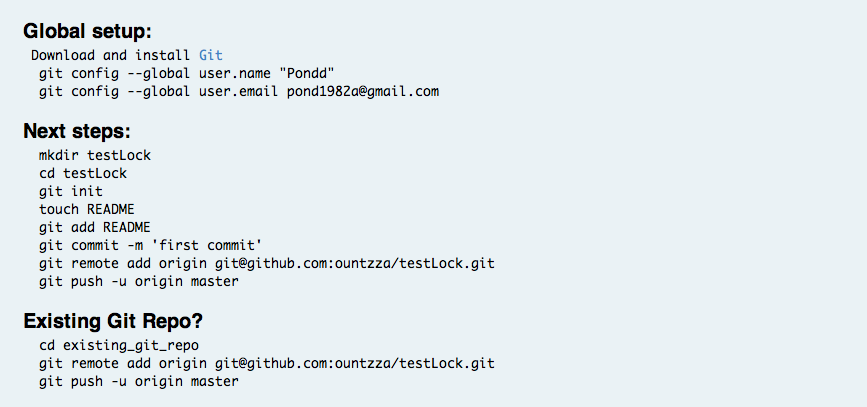 Global setup:
Download and install Git
git config --global user.name "Pondd"
git config --global user.email pond1982a@gmail.com
Next steps:
mkdir testLock
cd testLock
git init
touch README
git add README
git commit -m 'first commit'
git remote add origin git@github.com:ountzza/testLock.git
git push -u origin master
Existing Git Repo?
cd existing_git_repo
git remote add origin git@github.com:ountzza/testLock.git
git push -u origin master